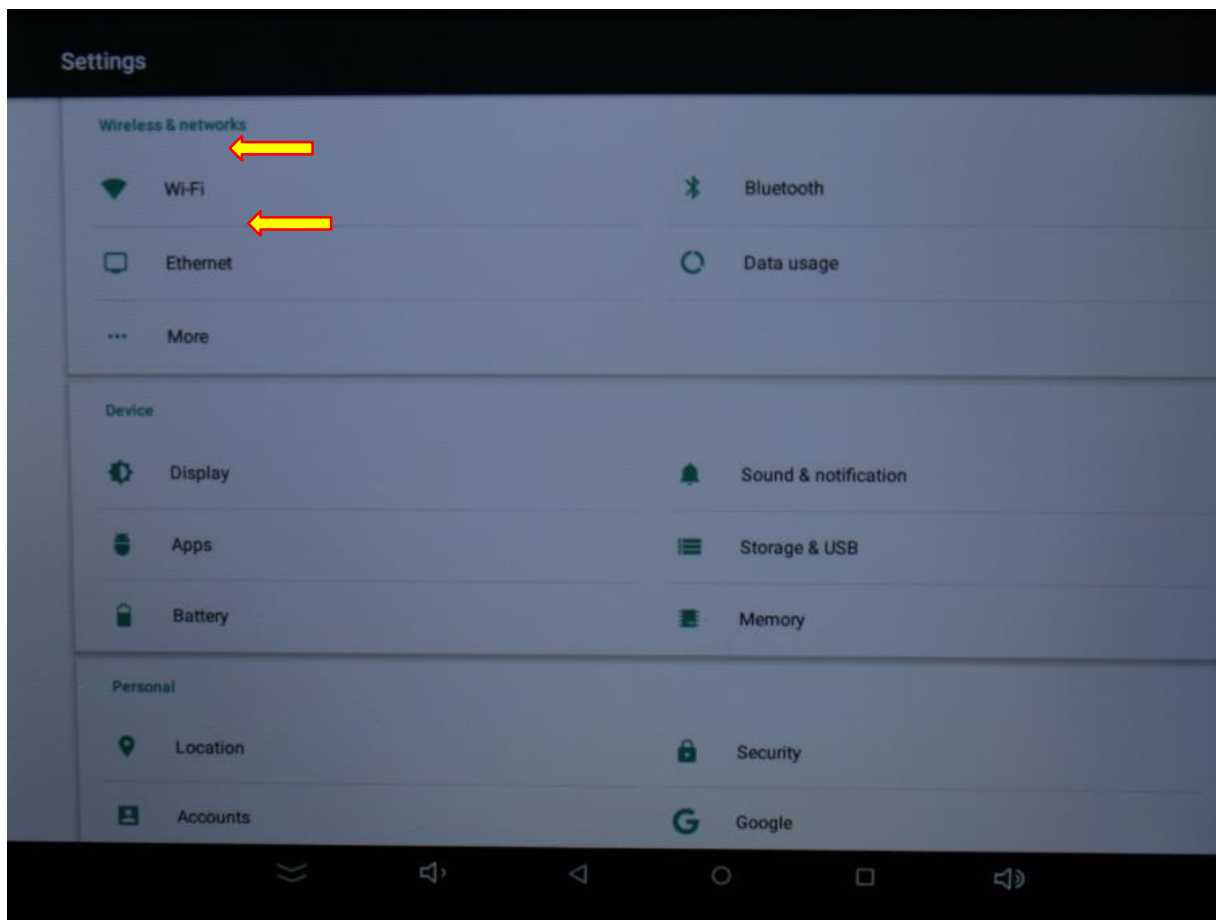 Settings
Wireless & networks
Wi-Fi
Bluetooth
Ethernet
Data usage
More
Device
Display
Sound & notification
Apps
Storage & USB
Battery
Memory
Personal
Location
Security
Accounts
Google